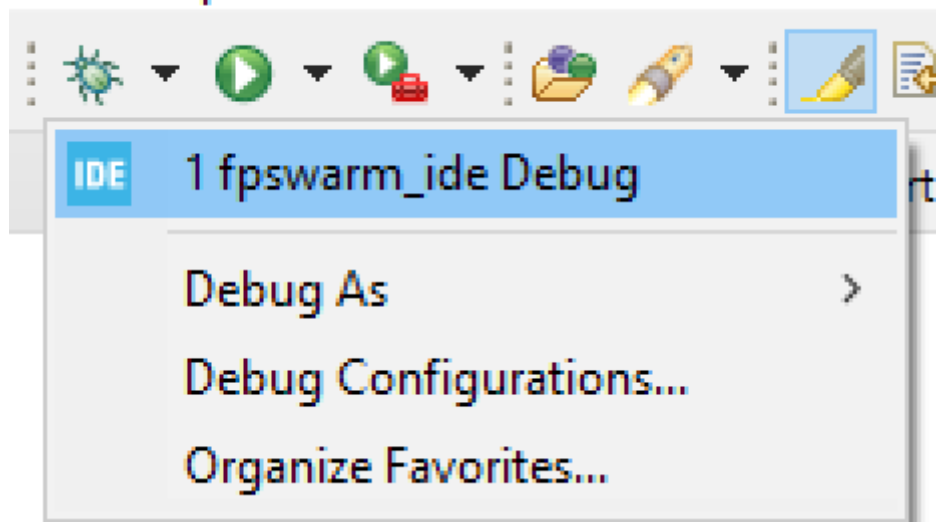 IDE 1 fpswarm_ide Debug
Debug As
Debug Configurations...
Organize Favorites...